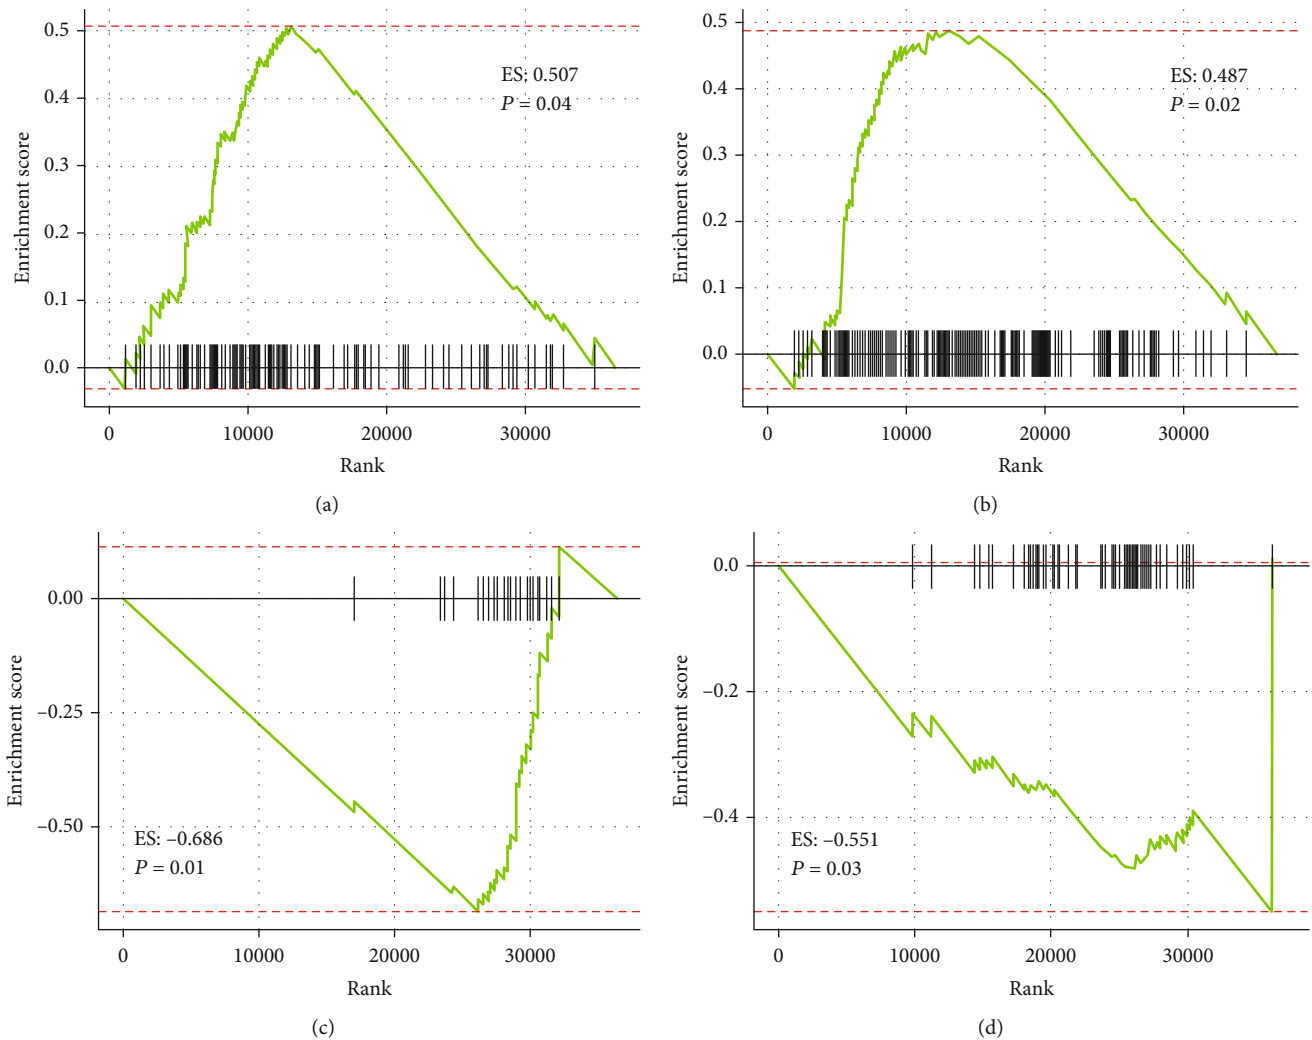 0.5
0.4
0.3
0.2
0.1
0.0
Enrichment score
ES: 0.507
P = 0.04
0
10000
20000
30000
Rank
(a)
0.5
0.4
0.3
0.2
0.1
0.0
Enrichment score
ES: 0.487
P = 0.02
0
10000
20000
30000
Rank
(b)
0.00
–0.25
–0.50
Enrichment score
ES: –0.686
P = 0.01
0
10000
20000
30000
Rank
(c)
0.0
–0.2
–0.4
Enrichment score
ES: –0.551
P = 0.03
0
10000
20000
30000
Rank
(d)